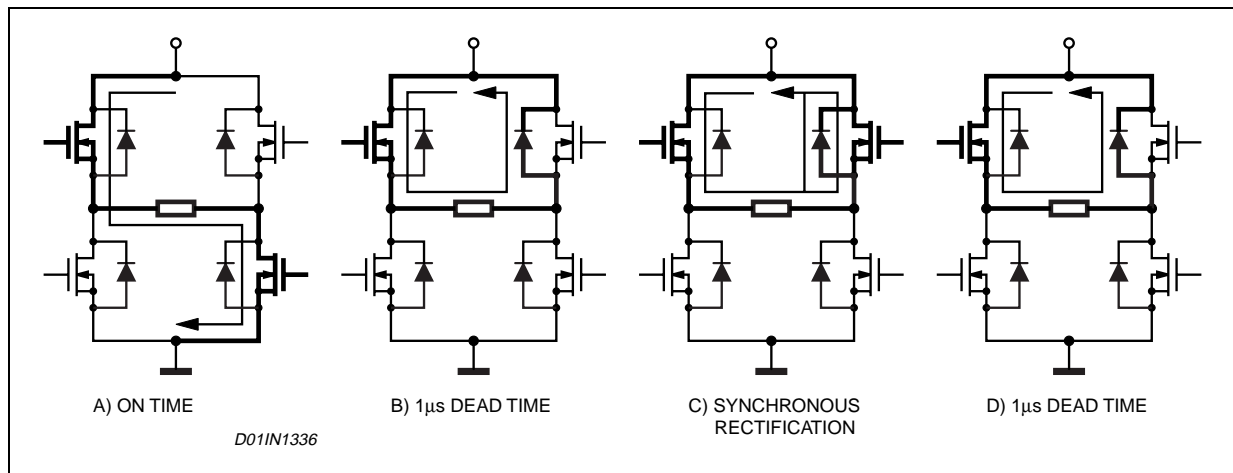 A) ON TIME
B) 1μs DEAD TIME
C) SYNCHRONOUS
RECTIFICATION
D) 1μs DEAD TIME
D01IN1336